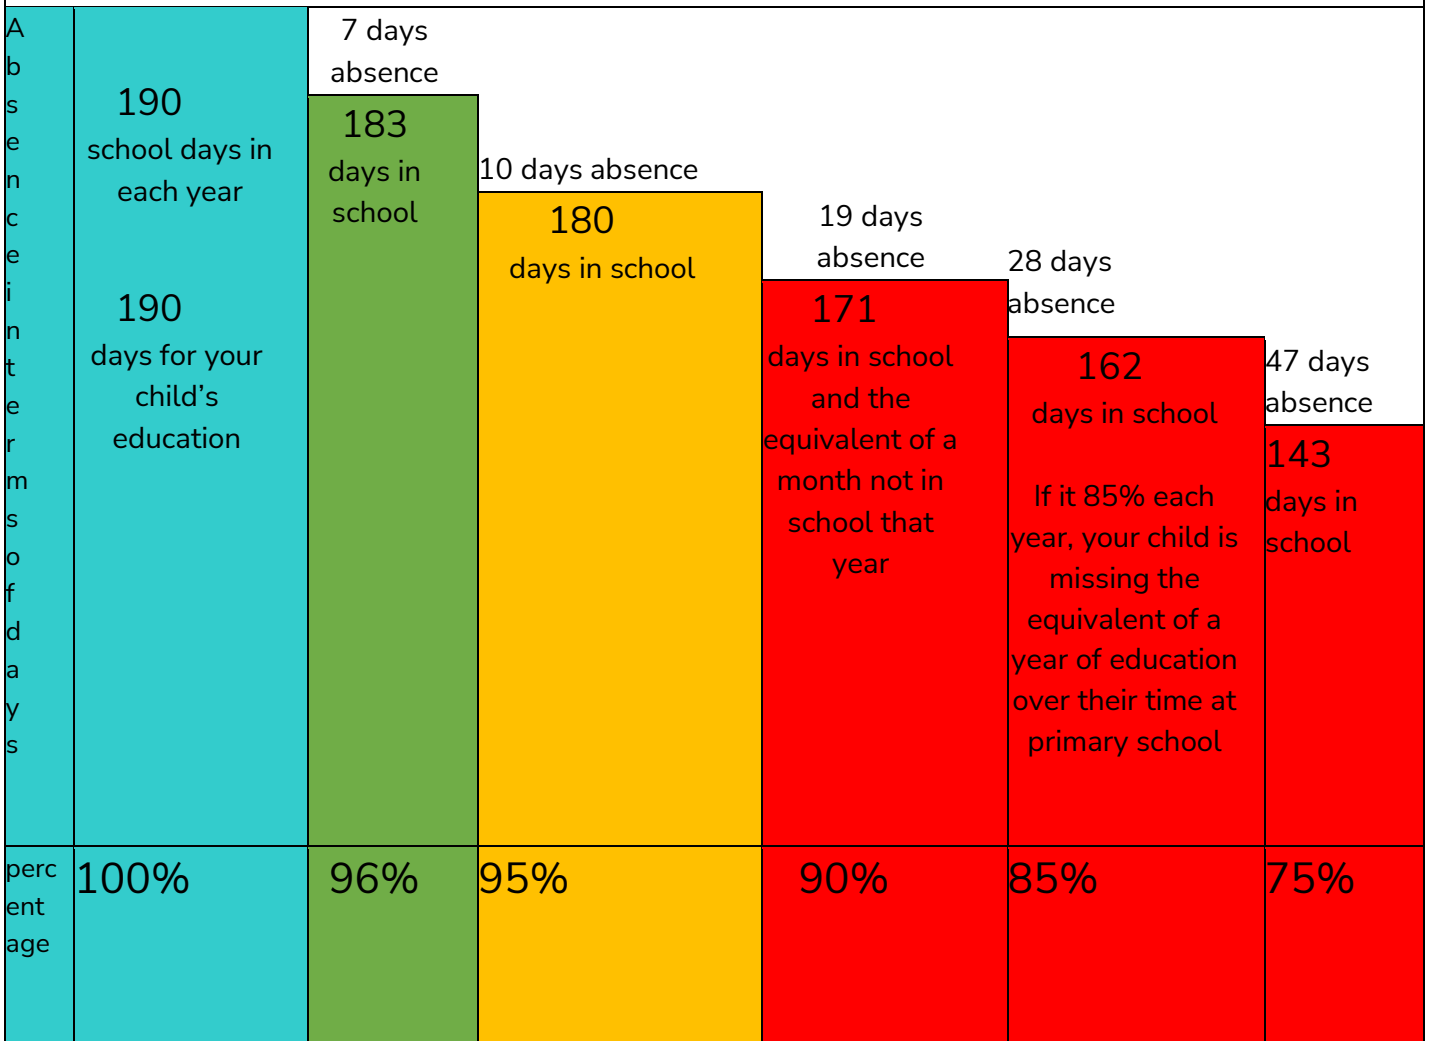 A
b
s
e
n
c
e
i
n
t
e
r
m
s
o
f
d
a
y
s
190
school days in
each year
190
days for your
child's
education
7 days
absence
183
days in
school
10 days absence
180
days in school
19 days
absence
171
days in school
and the
equivalent of a
month not in
school that
year
28 days
absence
162
days in school
If it 85% each
year, your child is
missing the
equivalent of a
year of education
over their time at
primary school
47 days
absence
143
days in
school
perc
ent
age
100%
96%
95%
90%
85%
75%